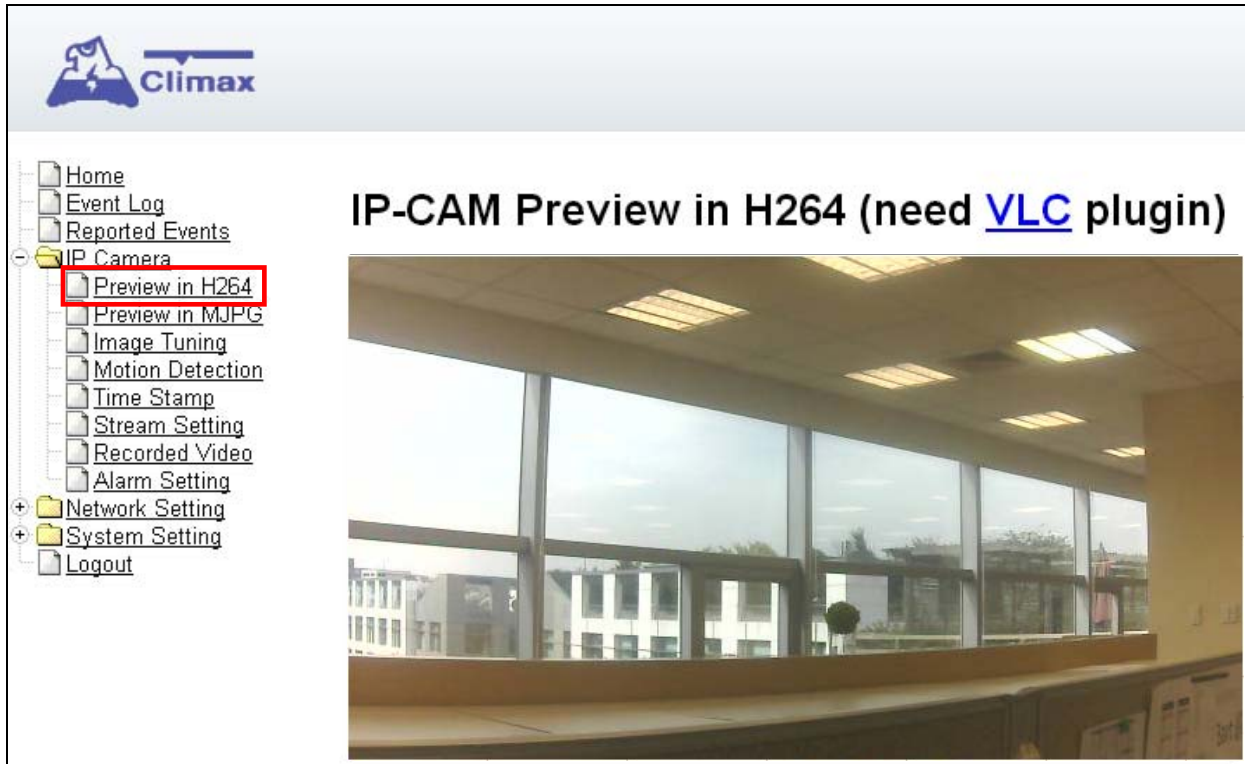 Climax
Home
Event Log
Reported Events
IP Camera
Preview in H264
Preview in MJPG
Image Tuning
Motion Detection
Time Stamp
Stream Setting
Recorded Video
Alarm Setting
Network Setting
System Setting
Logout
IP-CAM Preview in H264 (need VLC plugin)